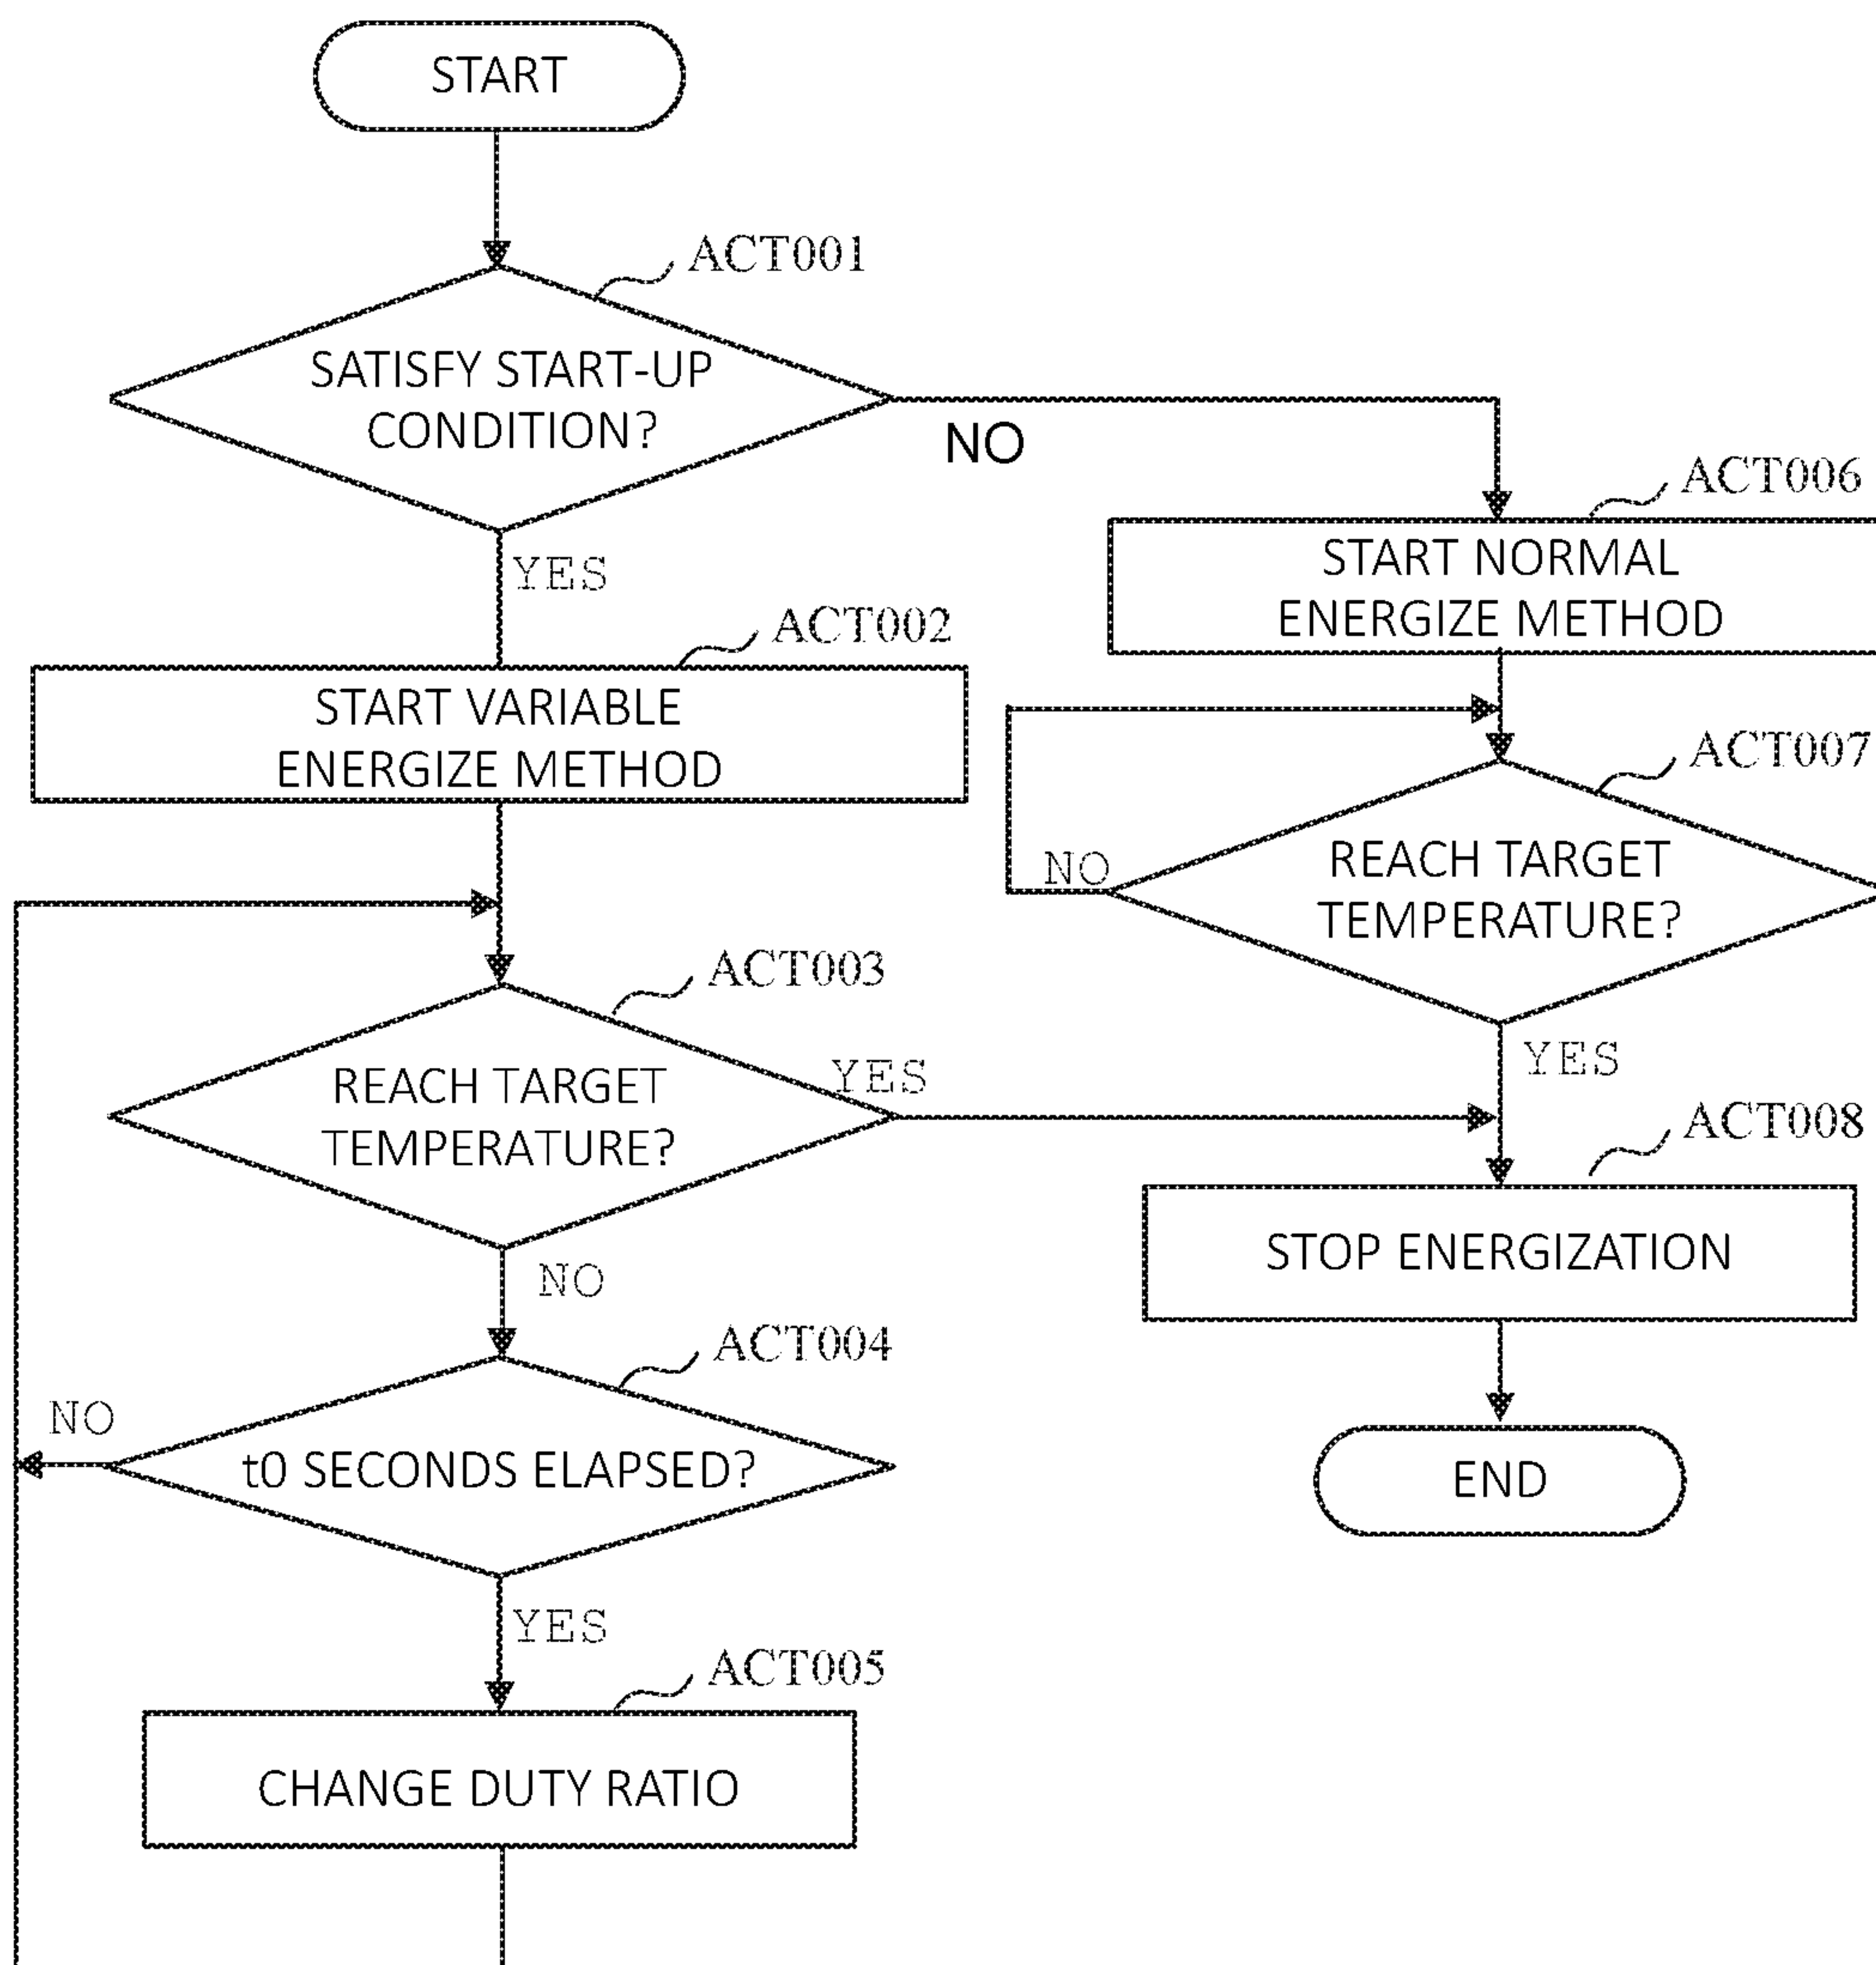 START
ACT001
SATISFY START-UP
CONDITION?
NO
YES
ACT002
START VARIABLE
ENERGIZE METHOD
ACT003
REACH TARGET
TEMPERATURE?
YES
NO
ACT004
NO
t0 SECONDS ELAPSED?
YES
ACT005
CHANGE DUTY RATIO
ACT006
START NORMAL
ENERGIZE METHOD
ACT007
REACH TARGET
TEMPERATURE?
NO
YES
ACT008
STOP ENERGIZATION
END